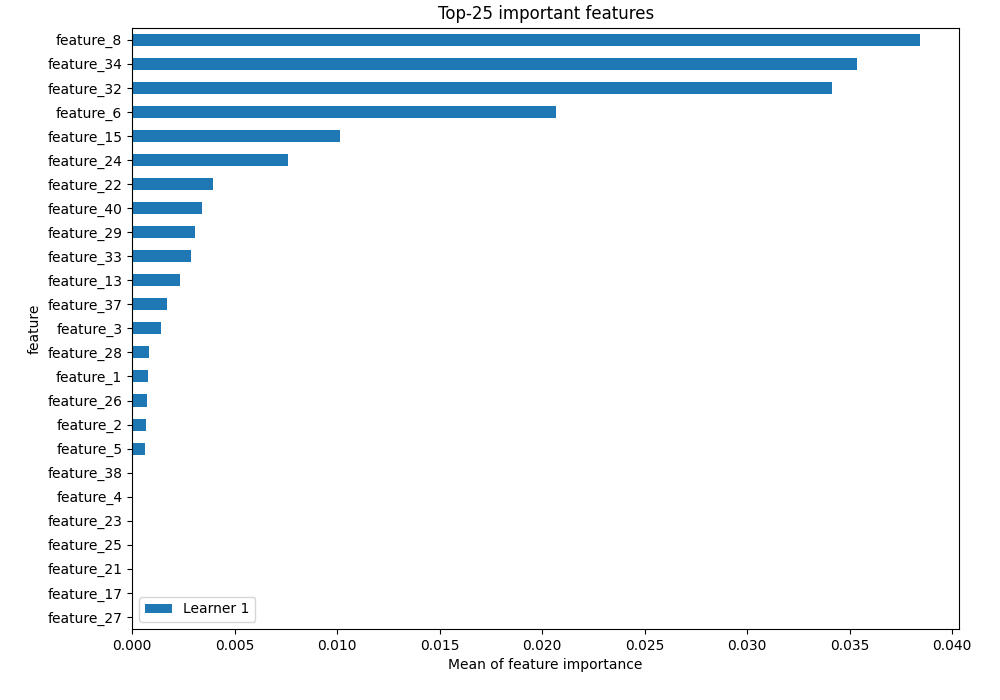 Top-25 important features
feature_8
feature_34
feature_32
feature_6
feature_15
feature_24
feature_22
feature_40
feature_29
feature_33
feature_13
feature_37
feature_3
feature_28
feature_1
feature_26
feature_2
feature_5
feature_38
feature_4
feature_23
feature_25
feature_21
feature_17
feature_27
feature
Learner 1
0.000 0.005 0.010 0.015 0.020 0.025 0.030 0.035 0.040
Mean of feature importance